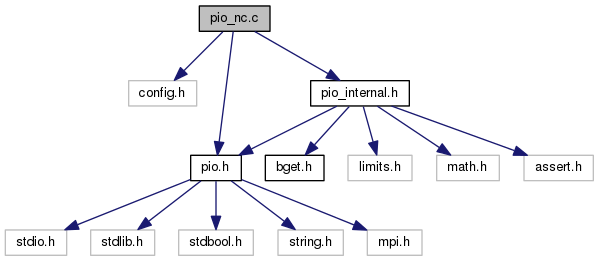 pio_nc.c
config.h
pio_internal.h
pio.h
bget.h
limits.h
math.h
assert.h
stdio.h
stdlib.h
stdbool.h
string.h
mpi.h